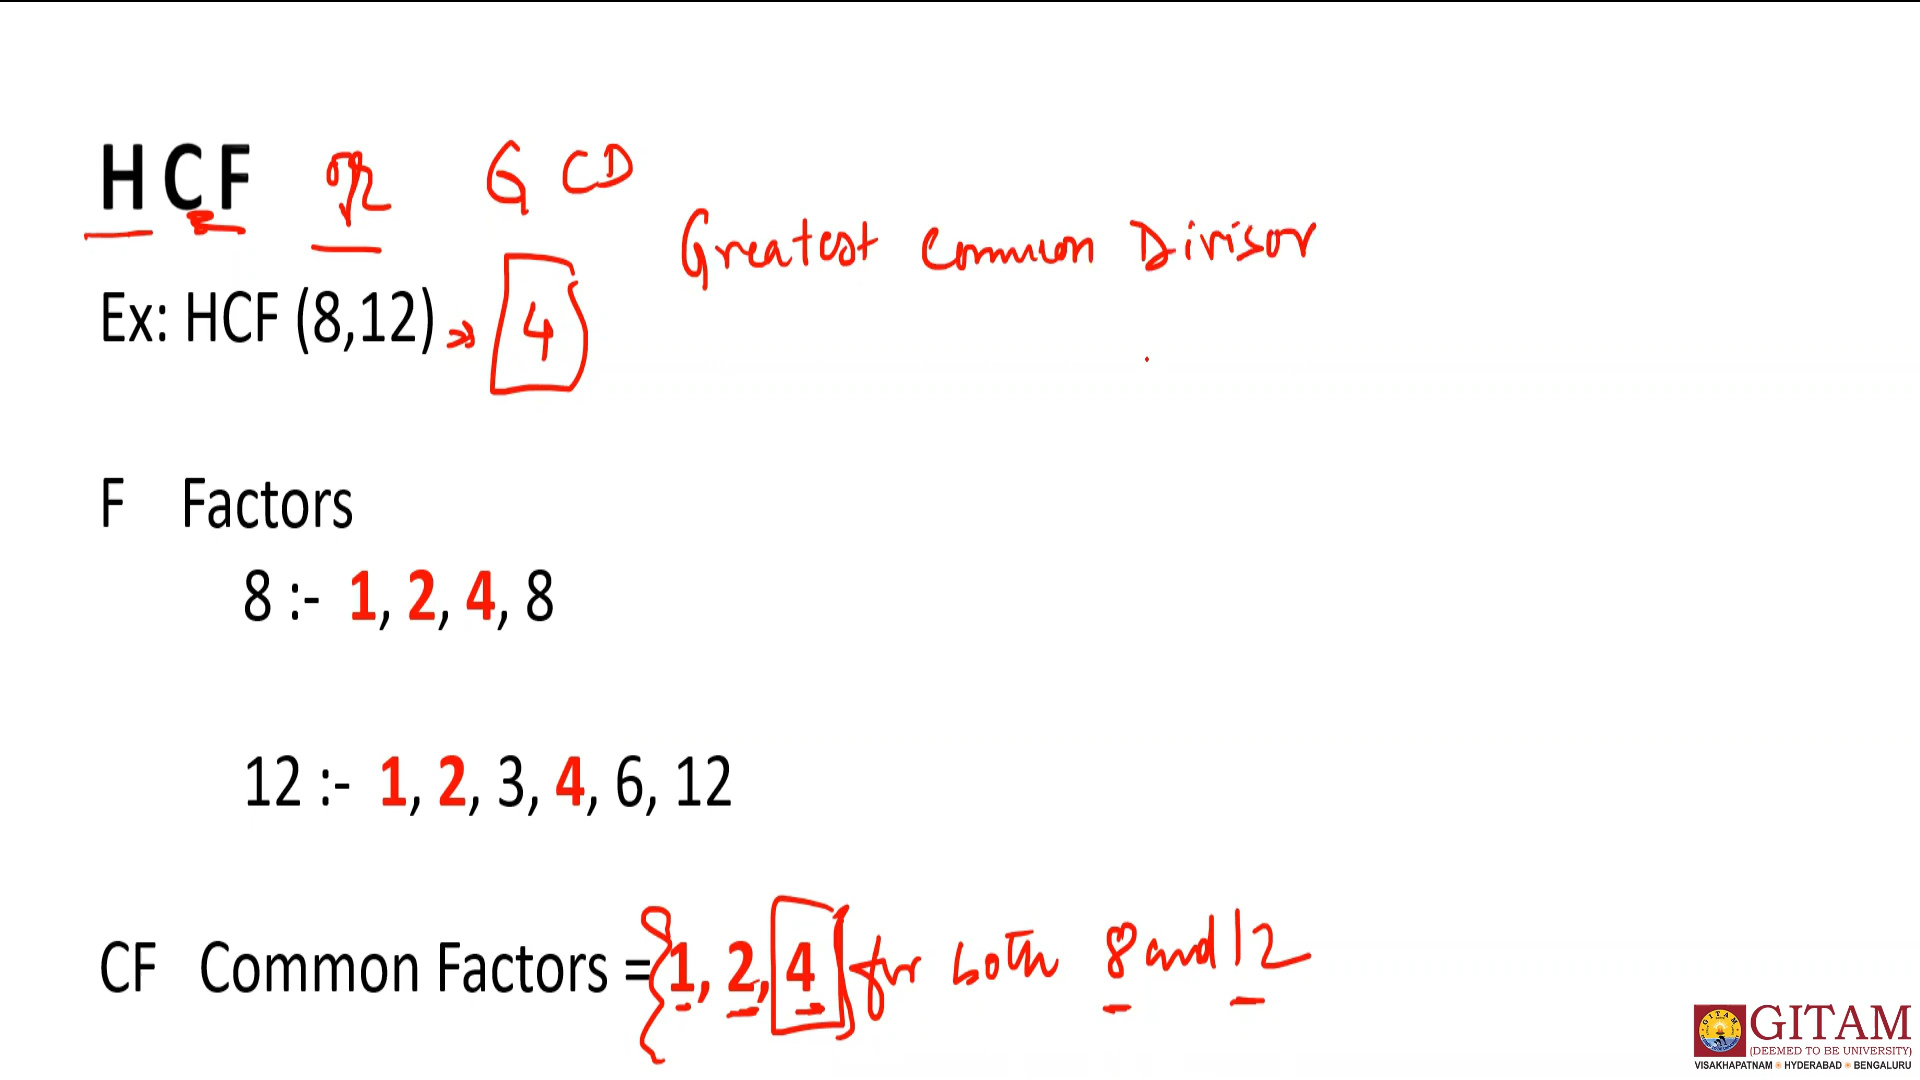 HCF or GCD
Greatest Common Divisor
Ex: HCF (8,12) → 4
F Factors
8 :- 1, 2, 4, 8
12 :- 1, 2, 3, 4, 6, 12
CF Common Factors = {1, 2, 4} for both 8 and 12
GITAM
(DEEMED TO BE UNIVERSITY)
VISAKHAPATNAM * HYDERABAD * BENGALURU